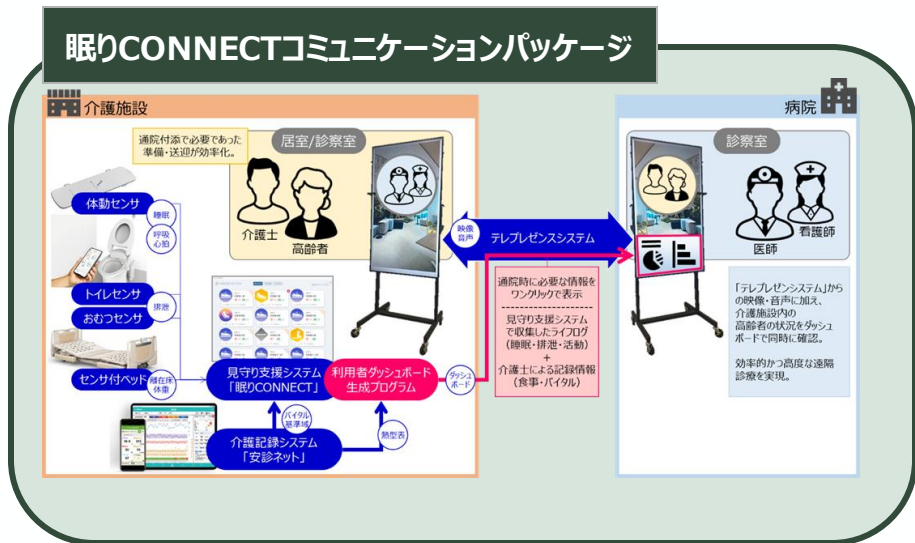 眠りCONNECTコミュニケーションパッケージ
介護施設
病院
通院付添で必要であった
準備・送迎が効率化。
居室/診察室
介護士
高齢者
診察室
医師
看護師
体動センサ
睡眠
呼吸
心拍
トイレセンサ
おむつセンサ
排泄
センサ付ベッド
離在床
体重
映像
音声
テレプレゼンスシステム
通院時に必要な情報を
ワンクリックで表示
見守り支援システム
で収集したライフログ
（睡眠・排泄・活動）
+
介護士による記録情報
（食事・バイタル）
「テレプレゼンシステム」から
の映像・音声に加え、
介護施設内の
高齢者の状況をダッシュ
ボードで同時に確認。
効率的かつ高度な遠隔
診療を実現。
見守り支援システム
「眠りCONNECT」
利用者ダッシュボード
生成プログラム
ダッシュ
ボード
バイタル
基準域
熱型表
介護記録システム
「安診ネット」